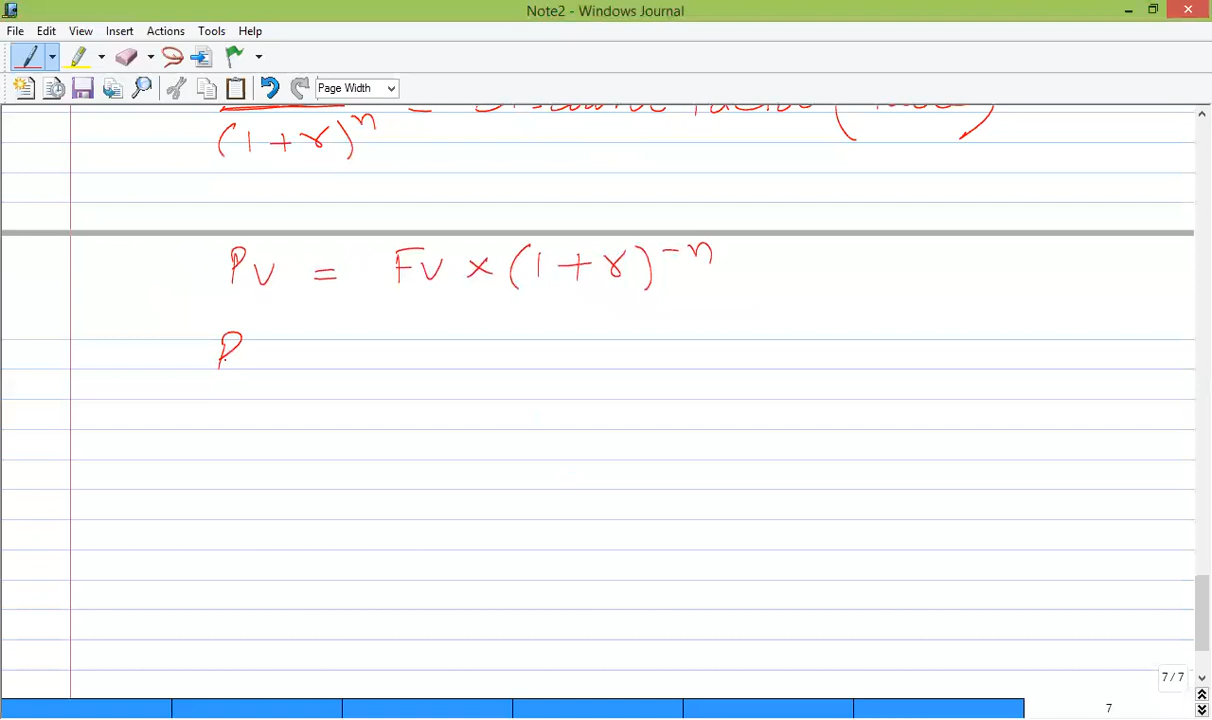 Note2 - Windows Journal
File Edit View Insert Actions Tools Help
Page Width
(1+r)^n =
PV = FV × (1+r)^-n
P
7 / 7
7